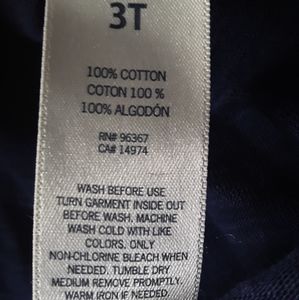 3T
100% COTTON
COTON 100 %
100% ALGODÓN
RN# 96367
CA# 14974
WASH BEFORE USE
TURN GARMENT INSIDE OUT
BEFORE WASH. MACHINE
WASH COLD WITH LIKE
COLORS. ONLY
NON-CHLORINE BLEACH WHEN
NEEDED. TUMBLE DRY
MEDIUM REMOVE PROMPTLY.
WARM IRON IF NEEDED